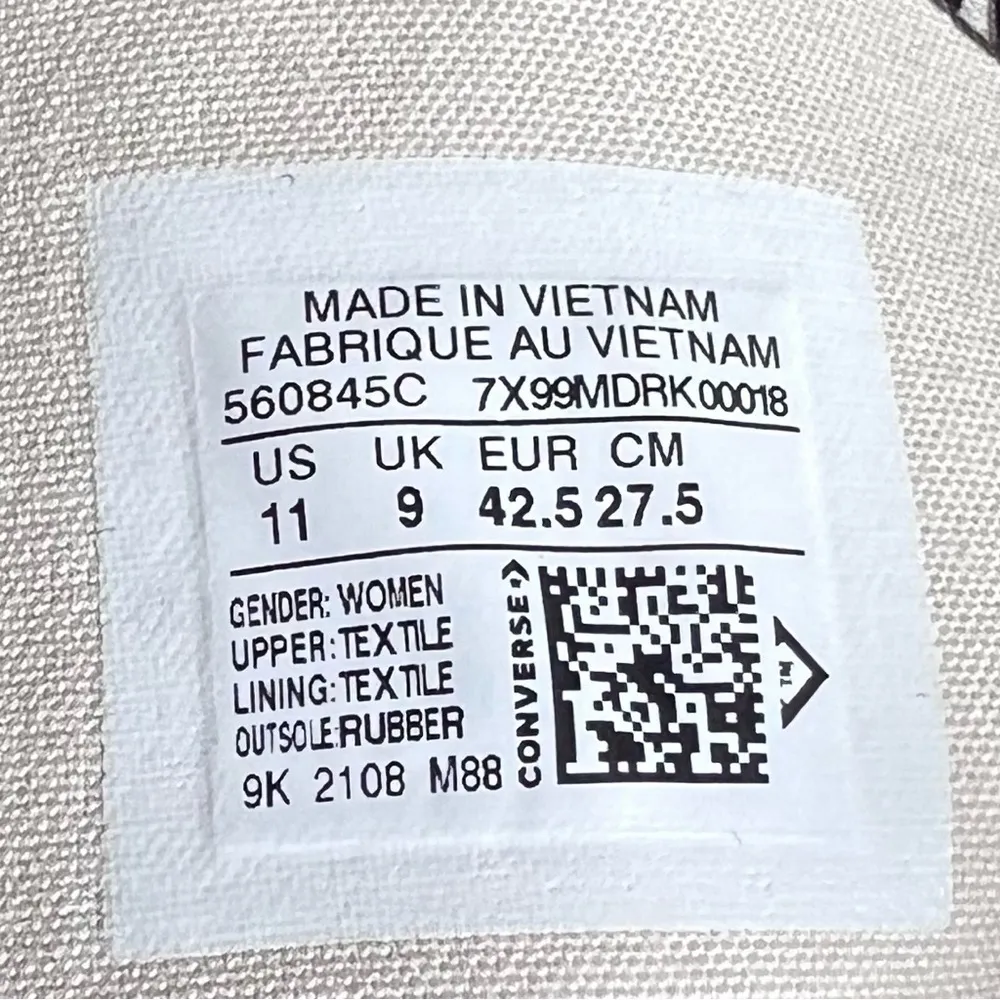 MADE IN VIETNAM
FABRIQUE AU VIETNAM
560845C 7X99MDRK00018
US UK EUR CM
11 9 42.5 27.5
GENDER: WOMEN
UPPER: TEXTILE
LINING: TEXTILE
OUTSOLE: RUBBER
9K 2108 M88
CONVERSE
TM